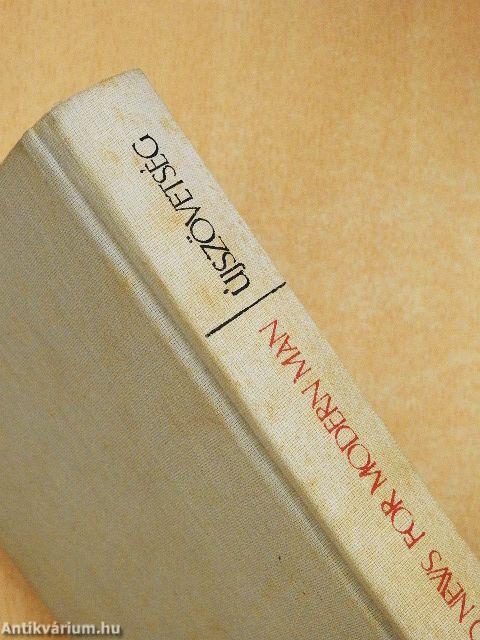 ÚJSZÖVETSÉG
NEWS FOR MODERN MAN
Antikvárium.hu